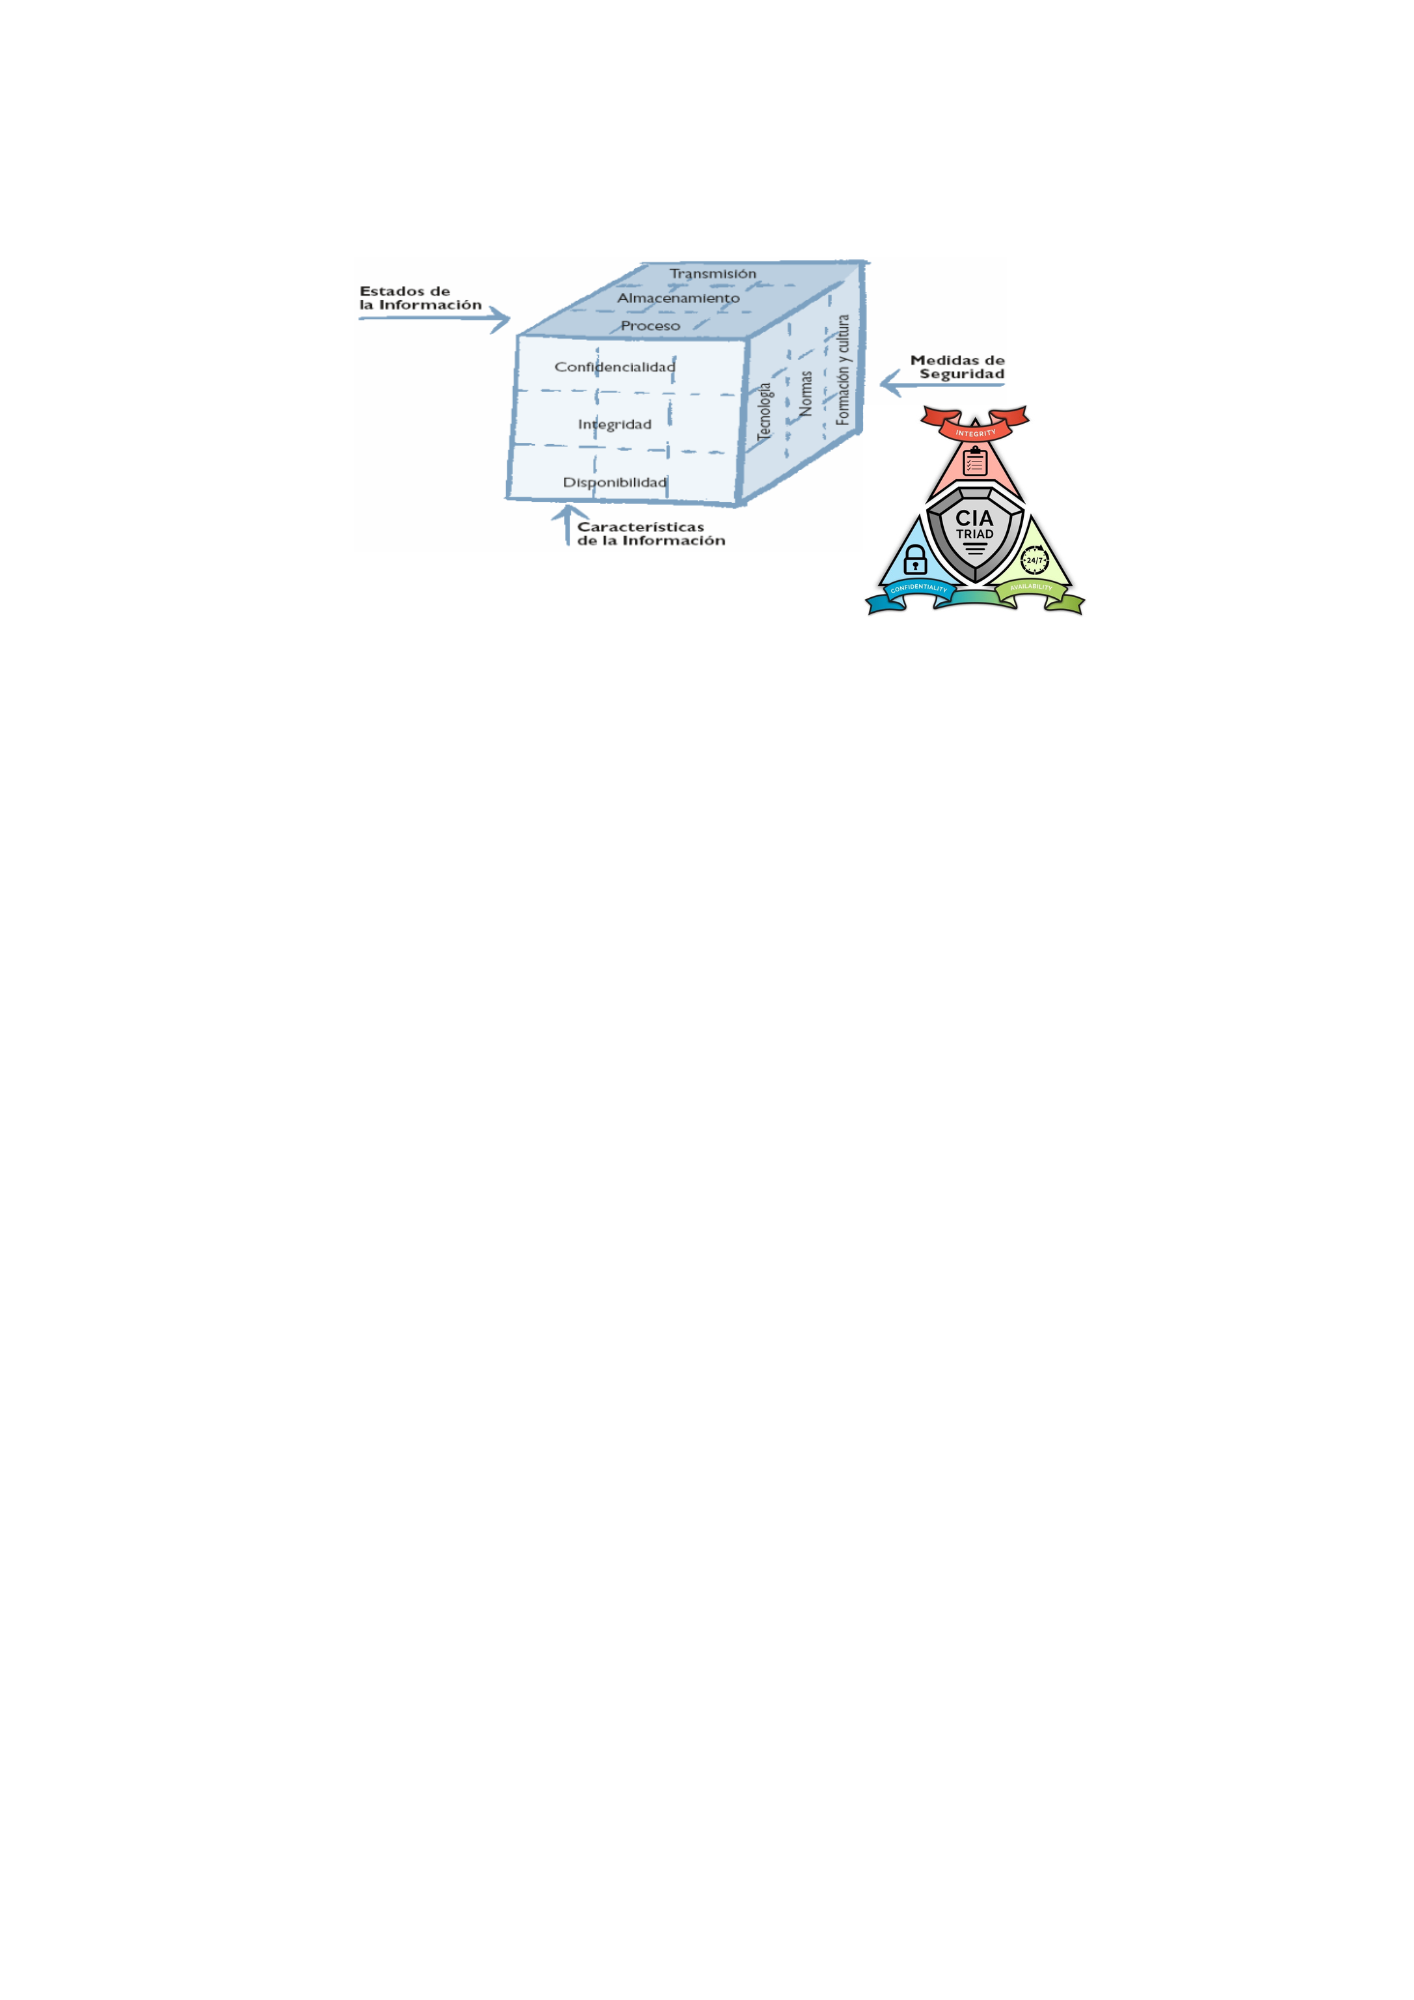 Estados de
la Información
Transmisión
Almacenamiento
Proceso
Confidencialidad
Integridad
Disponibilidad
Tecnología
Normas
Formación y cultura
Medidas de
Seguridad
Características
de la Información
INTEGRITY
CIA
TRIAD
24/7
CONFIDENTIALITY
AVAILABILITY